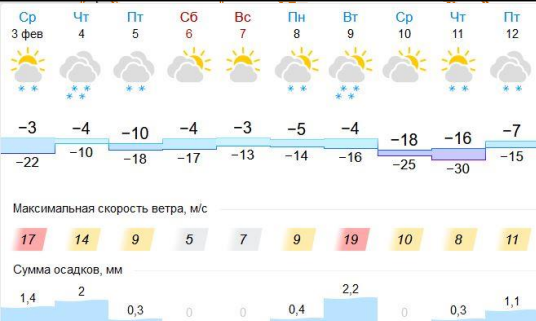 Ср Чт Пт Сб Вс Пн Вт Ср Чт Пт
3 фев 4 5 6 7 8 9 10 11 12
−3 −4 −10 −4 −3 −5 −4 −18 −16 −7
−22 −10 −18 −17 −13 −14 −16 −25 −30 −15
Максимальная скорость ветра, м/с
17 14 9 5 7 9 19 10 8 11
Сумма осадков, мм
1,4 2 0,3 0 0 0,4 2,2 0 0,3 1,1